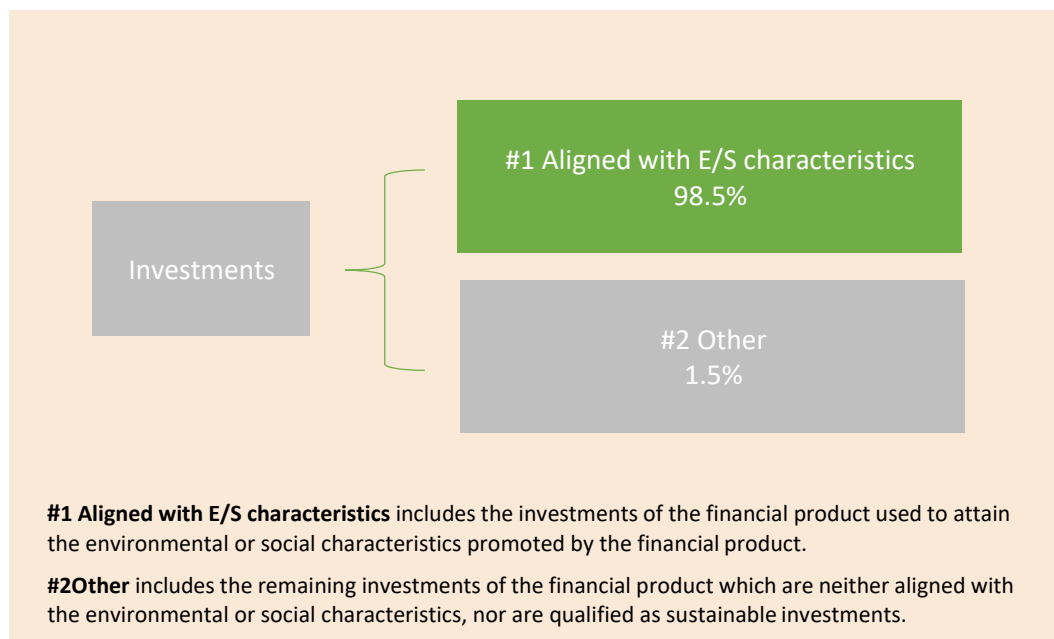 #1 Aligned with E/S characteristics
98.5%
Investments
#2 Other
1.5%
#1 Aligned with E/S characteristics includes the investments of the financial product used to attain
the environmental or social characteristics promoted by the financial product.
#2Other includes the remaining investments of the financial product which are neither aligned with
the environmental or social characteristics, nor are qualified as sustainable investments.